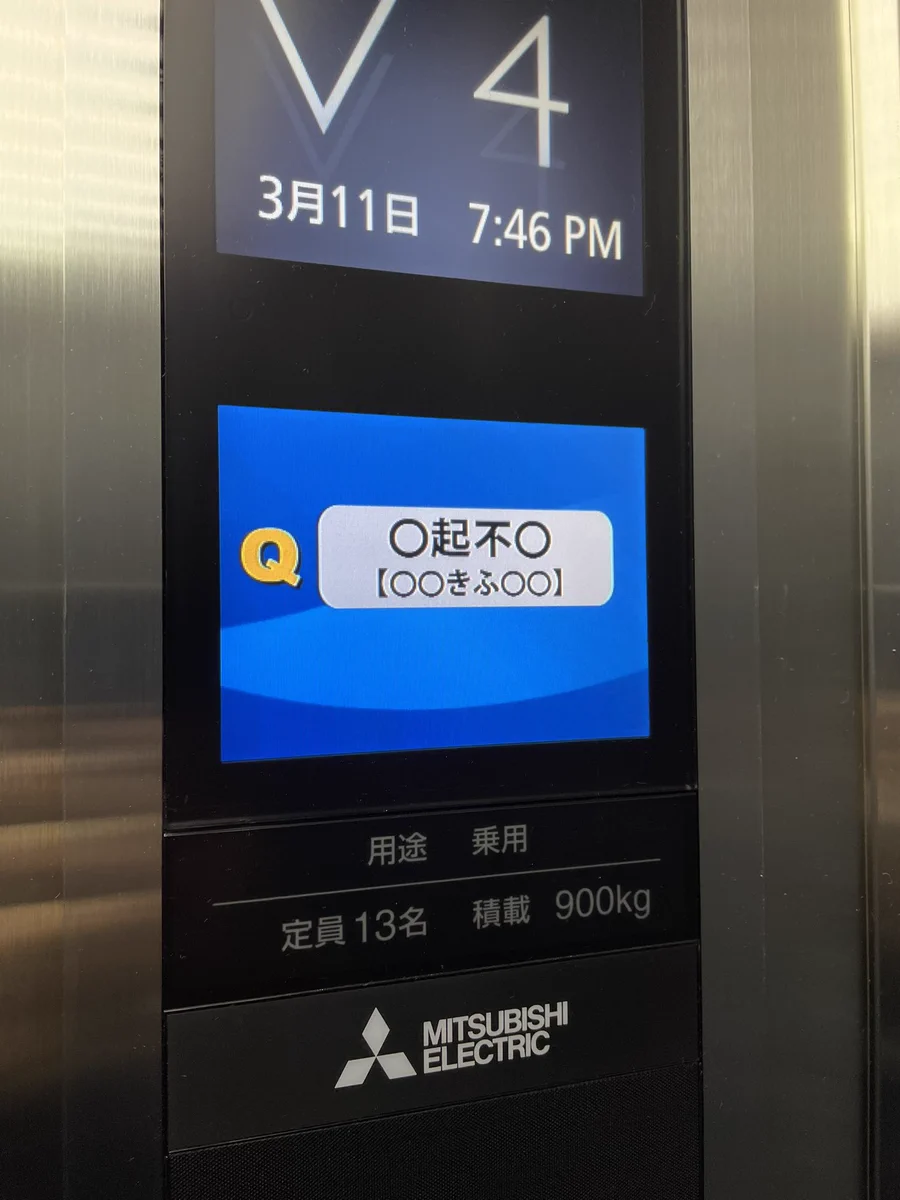 4
3月11日 7:46 PM
Q
〇起不〇
【〇〇きふ〇〇】
用途 乗用
定員13名 積載 900kg
MITSUBISHI
ELECTRIC